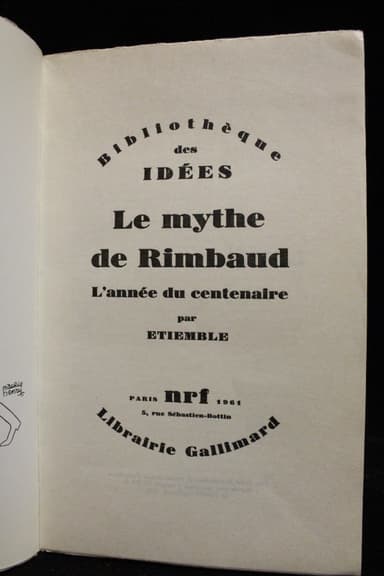 Bibliothèque
des
IDÉES
Le mythe
de Rimbaud
L'année du centenaire
par
ETIEMBLE
PARIS nrf 1961
5, rue Sébastien-Bottin
Librairie Gallimard